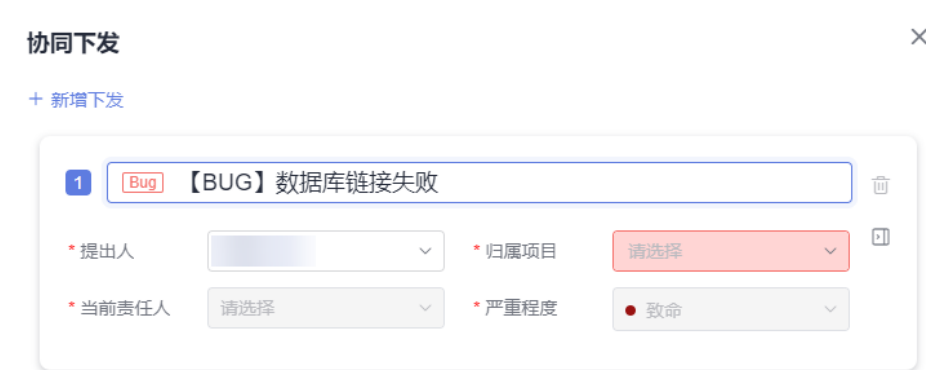 协同下发
+ 新增下发
1 Bug 【BUG】数据库链接失败
* 提出人 * 归属项目 请选择
* 当前责任人 请选择 * 严重程度 致命